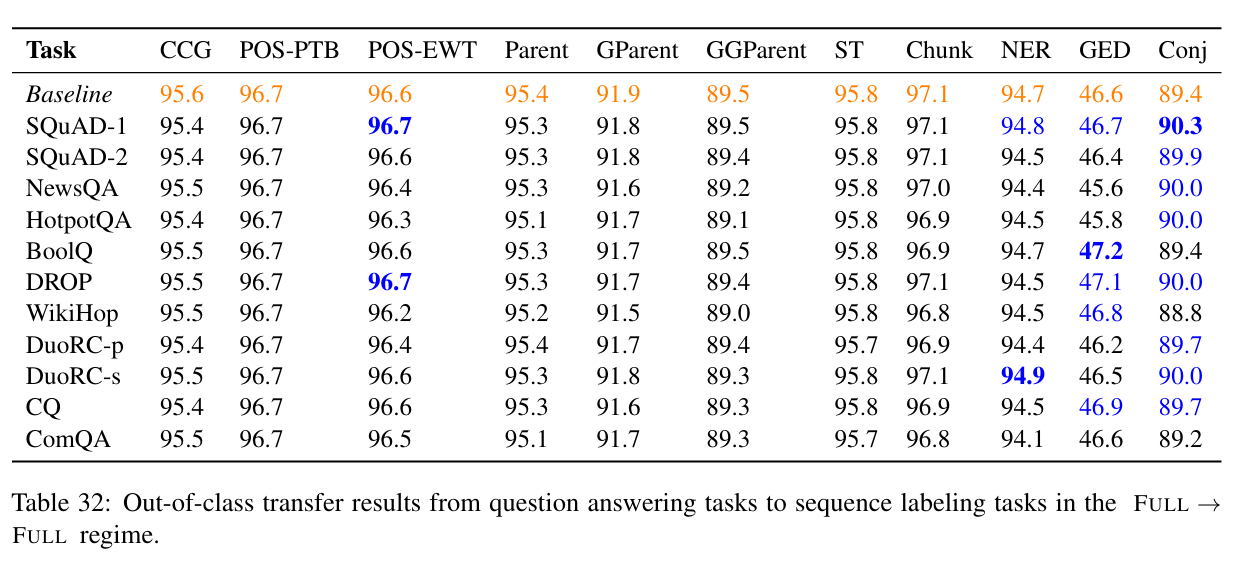 Task CCG POS-PTB POS-EWT Parent GParent GGParent ST Chunk NER GED Conj
Baseline 95.6 96.7 96.6 95.4 91.9 89.5 95.8 97.1 94.7 46.6 89.4
SQuAD-1 95.4 96.7 96.7 95.3 91.8 89.5 95.8 97.1 94.8 46.7 90.3
SQuAD-2 95.4 96.7 96.6 95.3 91.8 89.4 95.8 97.1 94.5 46.4 89.9
NewsQA 95.5 96.7 96.4 95.3 91.6 89.2 95.8 97.0 94.4 45.6 90.0
HotpotQA 95.4 96.7 96.3 95.1 91.7 89.1 95.8 96.9 94.5 45.8 90.0
BoolQ 95.5 96.7 96.6 95.3 91.7 89.5 95.8 96.9 94.7 47.2 89.4
DROP 95.5 96.7 96.7 95.3 91.7 89.4 95.8 97.1 94.5 47.1 90.0
WikiHop 95.5 96.7 96.2 95.2 91.5 89.0 95.8 96.8 94.5 46.8 88.8
DuoRC-p 95.4 96.7 96.4 95.4 91.7 89.4 95.7 96.9 94.4 46.2 89.7
DuoRC-s 95.5 96.7 96.6 95.3 91.8 89.3 95.8 97.1 94.9 46.5 90.0
CQ 95.4 96.7 96.6 95.3 91.6 89.3 95.8 96.9 94.5 46.9 89.7
ComQA 95.5 96.7 96.5 95.1 91.7 89.3 95.7 96.8 94.1 46.6 89.2
Table 32: Out-of-class transfer results from question answering tasks to sequence labeling tasks in the FULL →
FULL regime.